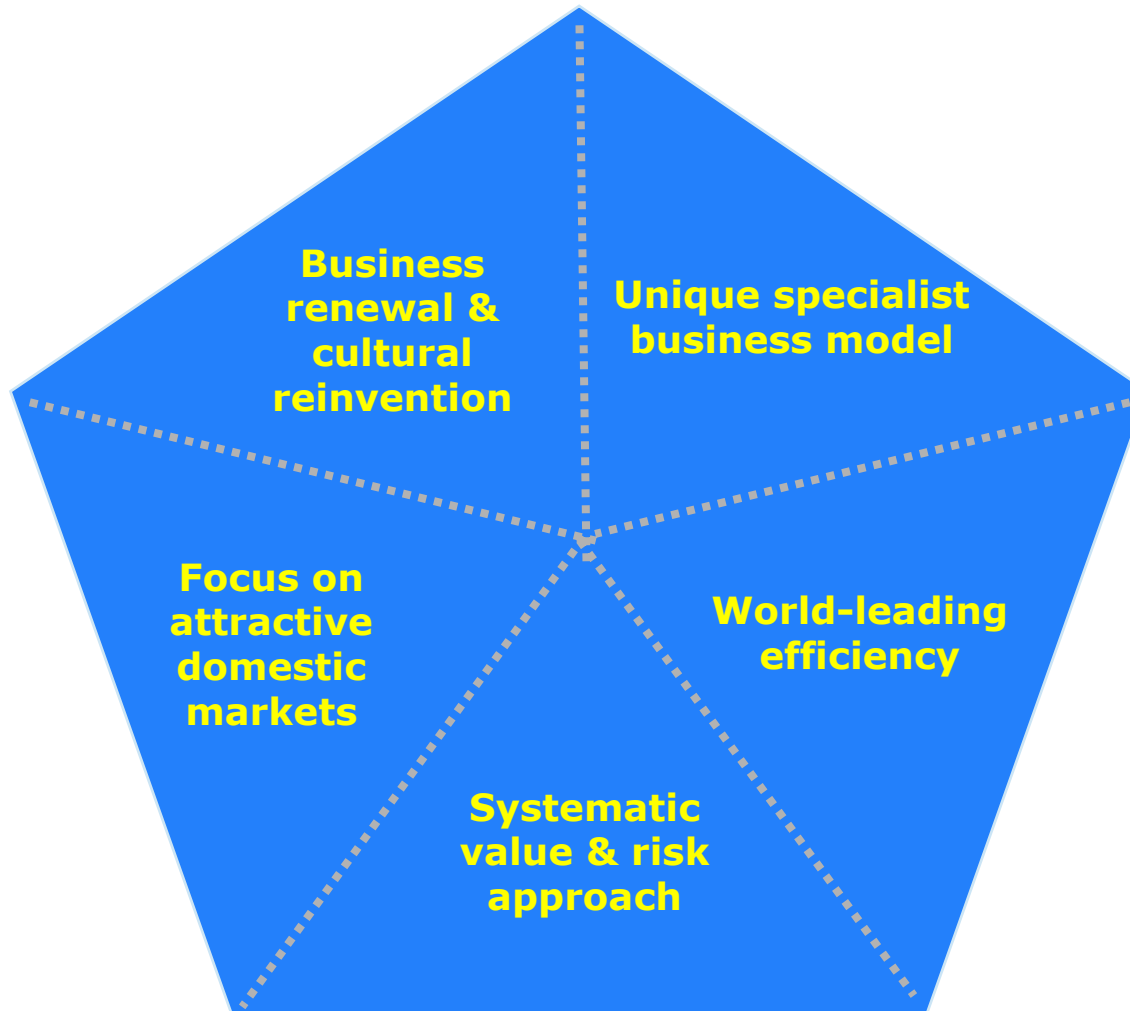 Business
renewal &
cultural
reinvention
Unique specialist
business model
Focus on
attractive
domestic
markets
World-leading
efficiency
Systematic
value & risk
approach